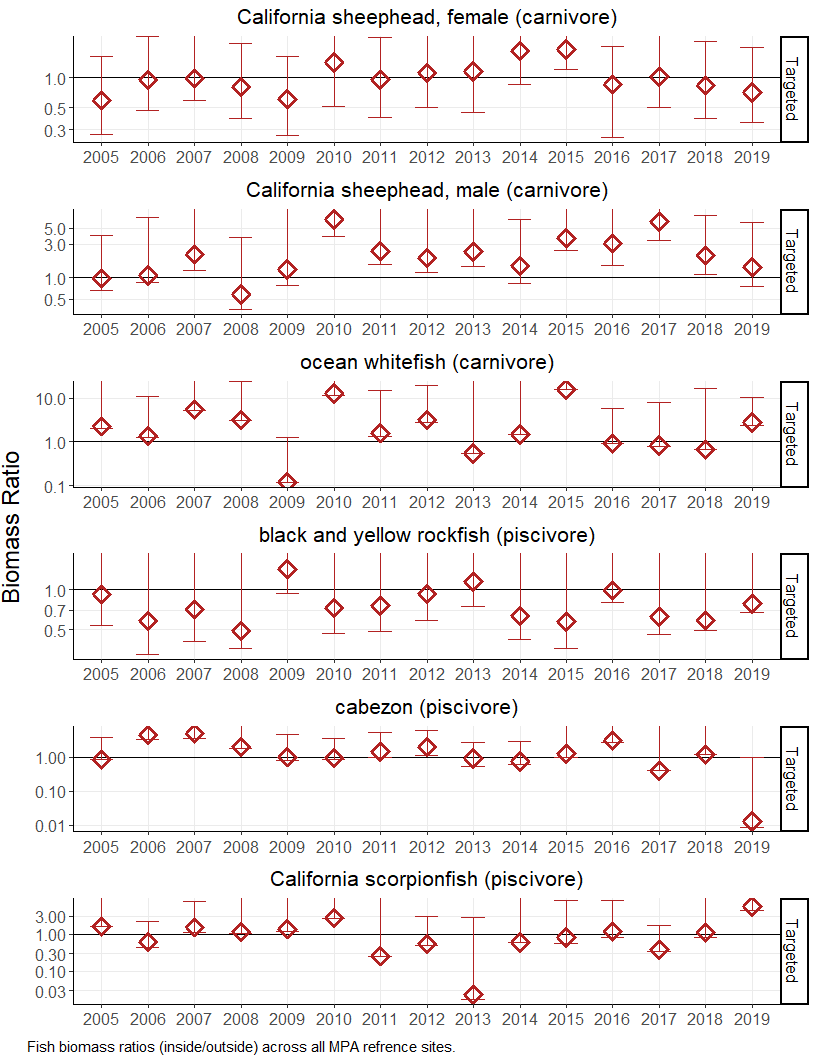 California sheephead, female (carnivore)
1.0
0.5
0.3
Targeted
2005 2006 2007 2008 2009 2010 2011 2012 2013 2014 2015 2016 2017 2018 2019
California sheephead, male (carnivore)
5.0
3.0
1.0
0.5
Targeted
2005 2006 2007 2008 2009 2010 2011 2012 2013 2014 2015 2016 2017 2018 2019
ocean whitefish (carnivore)
10.0
1.0
0.1
Targeted
2005 2006 2007 2008 2009 2010 2011 2012 2013 2014 2015 2016 2017 2018 2019
Biomass Ratio
black and yellow rockfish (piscivore)
1.0
0.7
0.5
Targeted
2005 2006 2007 2008 2009 2010 2011 2012 2013 2014 2015 2016 2017 2018 2019
cabezon (piscivore)
1.00
0.10
0.01
Targeted
2005 2006 2007 2008 2009 2010 2011 2012 2013 2014 2015 2016 2017 2018 2019
California scorpionfish (piscivore)
3.00
1.00
0.30
0.10
0.03
Targeted
2005 2006 2007 2008 2009 2010 2011 2012 2013 2014 2015 2016 2017 2018 2019
Fish biomass ratios (inside/outside) across all MPA refrence sites.